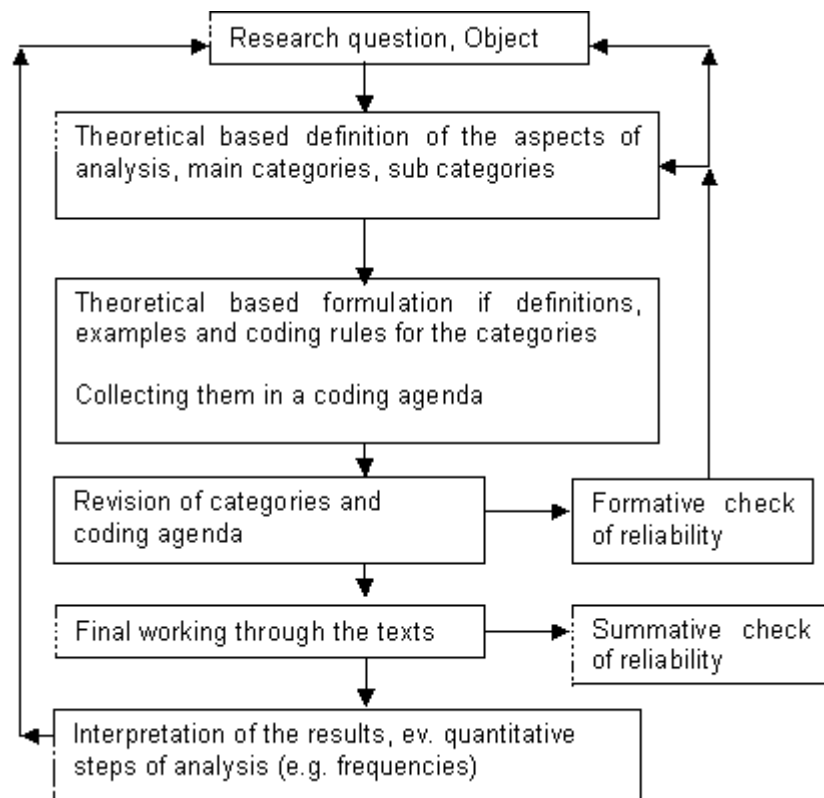 Research question, Object
Theoretical based definition of the aspects of
analysis, main categories, sub categories
Theoretical based formulation if definitions,
examples and coding rules for the categories
Collecting them in a coding agenda
Revision of categories and
coding agenda
Formative check
of reliability
Final working through the texts
Summative check
of reliability
Interpretation of the results, ev. quantitative
steps of analysis (e.g. frequencies)